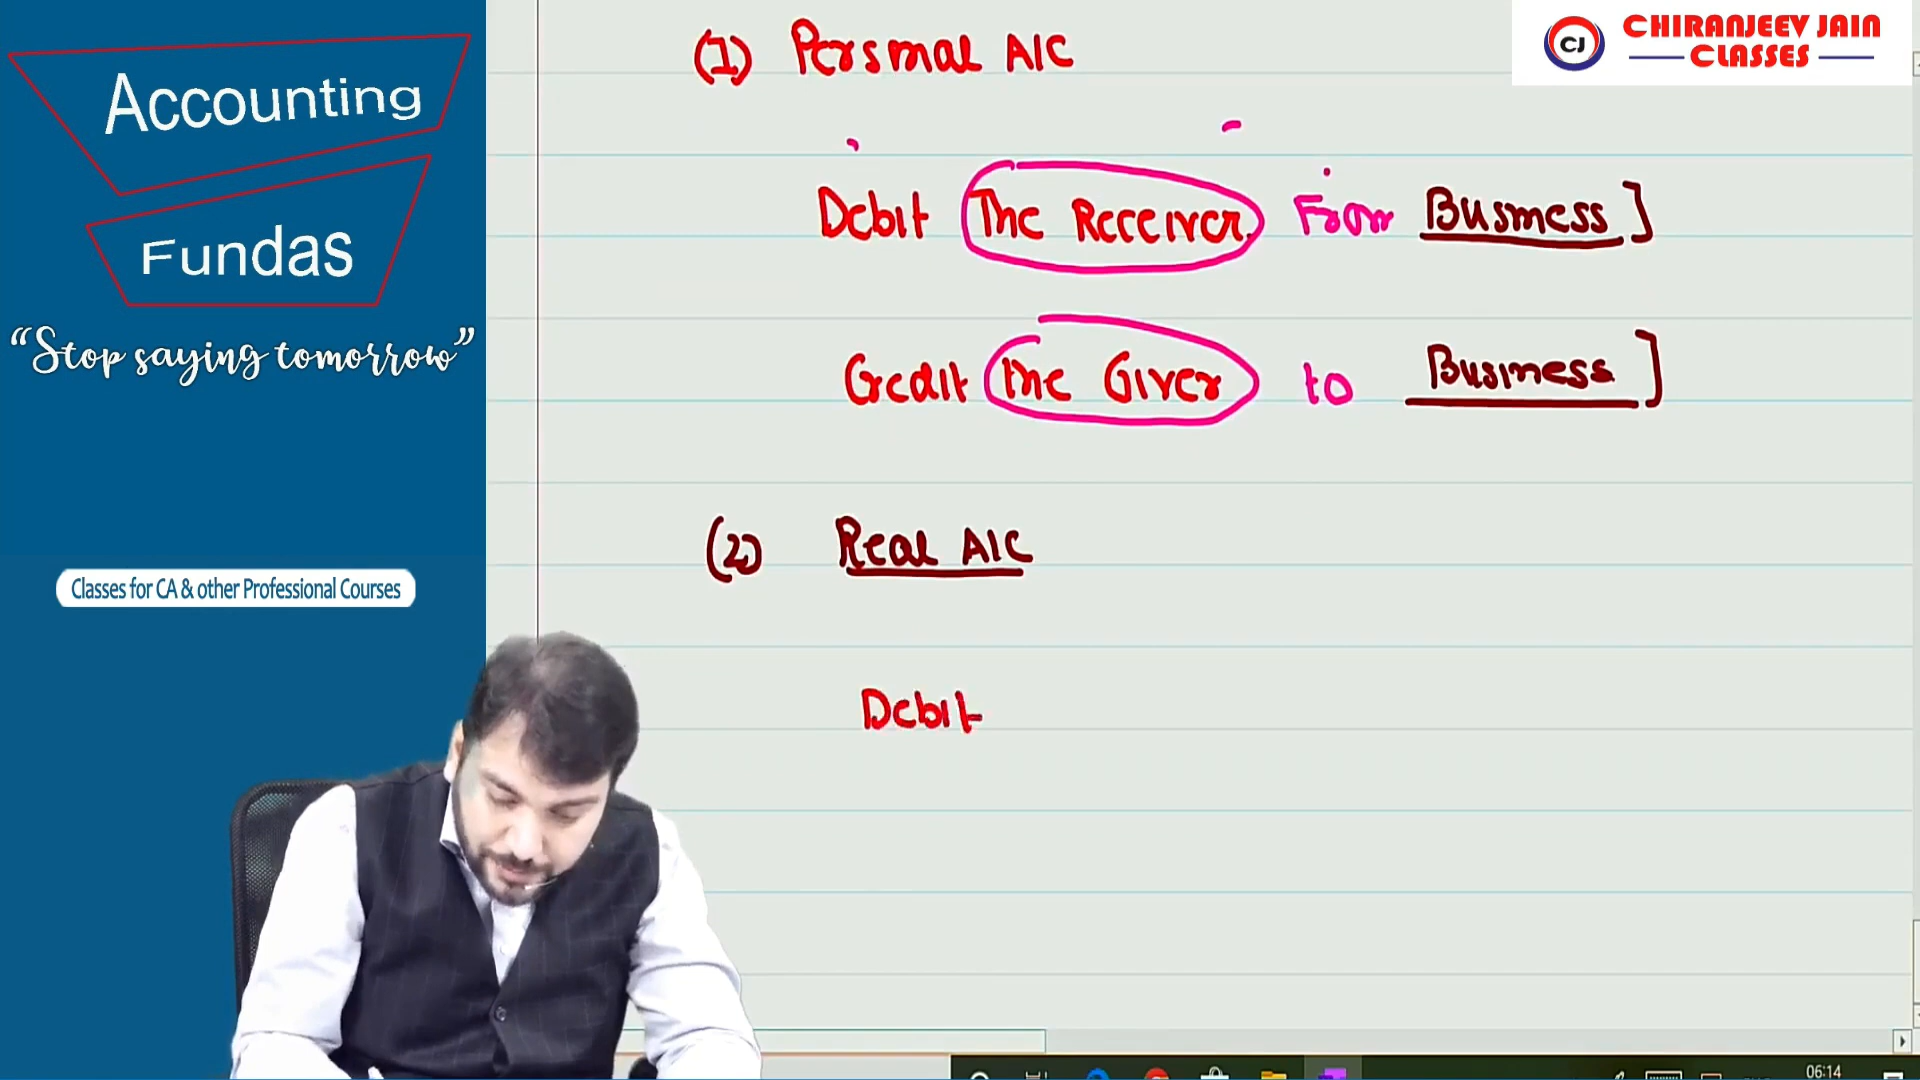 Accounting
Fundas
“Stop saying tomorrow”
Classes for CA & other Professional Courses
CHIRANJEEV JAIN
CJ
CLASSES
(1) Personal A/C
Debit The Receiver From Business ]
Credit the Giver to Business ]
(2) Real A/C
Debit
06:14